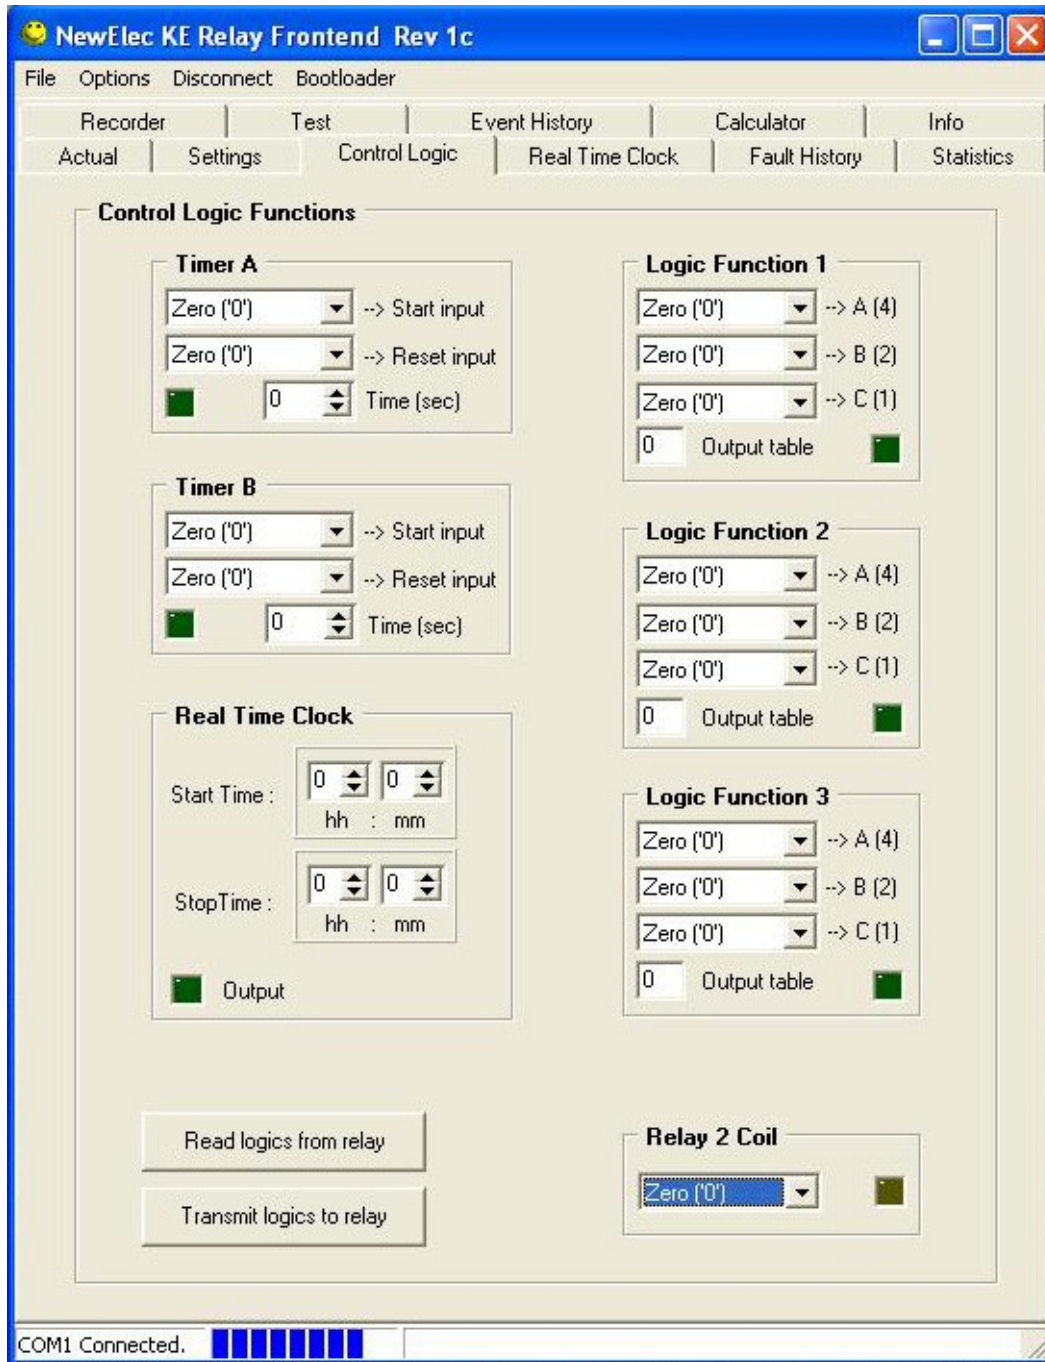 NewElec KE Relay Frontend  Rev 1c
File Options Disconnect Bootloader
Recorder Test Event History Calculator Info
Actual Settings Control Logic Real Time Clock Fault History Statistics
Control Logic Functions
Timer A
Zero ('0') --> Start input
Zero ('0') --> Reset input
0 Time (sec)
Timer B
Zero ('0') --> Start input
Zero ('0') --> Reset input
0 Time (sec)
Real Time Clock
Start Time : 0 0
hh : mm
StopTime : 0 0
hh : mm
Output
Read logics from relay
Transmit logics to relay
Logic Function 1
Zero ('0') --> A (4)
Zero ('0') --> B (2)
Zero ('0') --> C (1)
0 Output table
Logic Function 2
Zero ('0') --> A (4)
Zero ('0') --> B (2)
Zero ('0') --> C (1)
0 Output table
Logic Function 3
Zero ('0') --> A (4)
Zero ('0') --> B (2)
Zero ('0') --> C (1)
0 Output table
Relay 2 Coil
Zero ('0')
COM1 Connected.